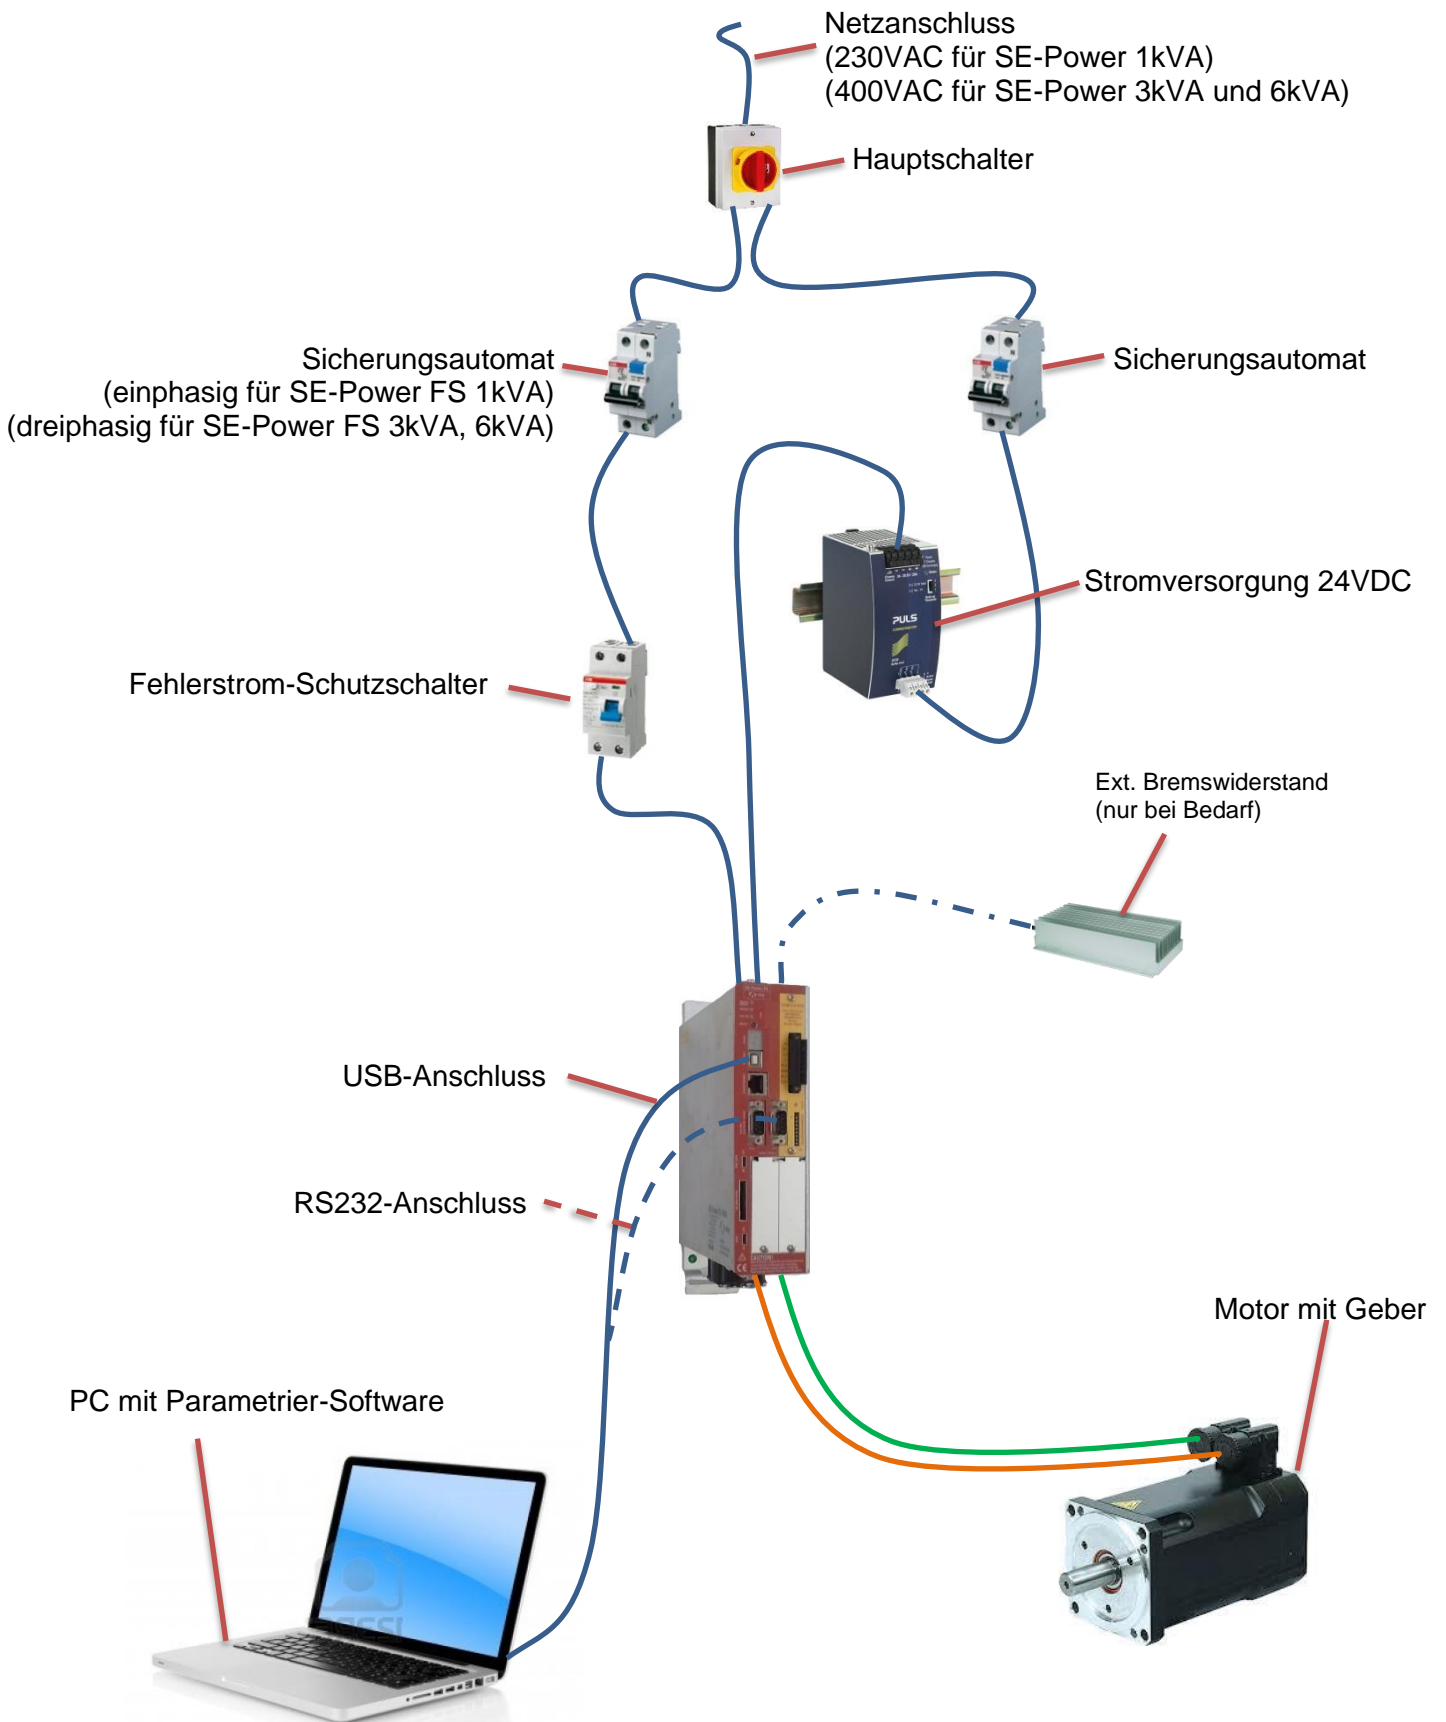 Netzanschluss
(230VAC für SE-Power 1kVA)
(400VAC für SE-Power 3kVA und 6kVA)
Hauptschalter
Sicherungsautomat
(einphasig für SE-Power FS 1kVA)
(dreiphasig für SE-Power FS 3kVA, 6kVA)
Sicherungsautomat
Stromversorgung 24VDC
PULS
Fehlerstrom-Schutzschalter
Ext. Bremswiderstand
(nur bei Bedarf)
USB-Anschluss
RS232-Anschluss
CAUTION
Motor mit Geber
PC mit Parametrier-Software